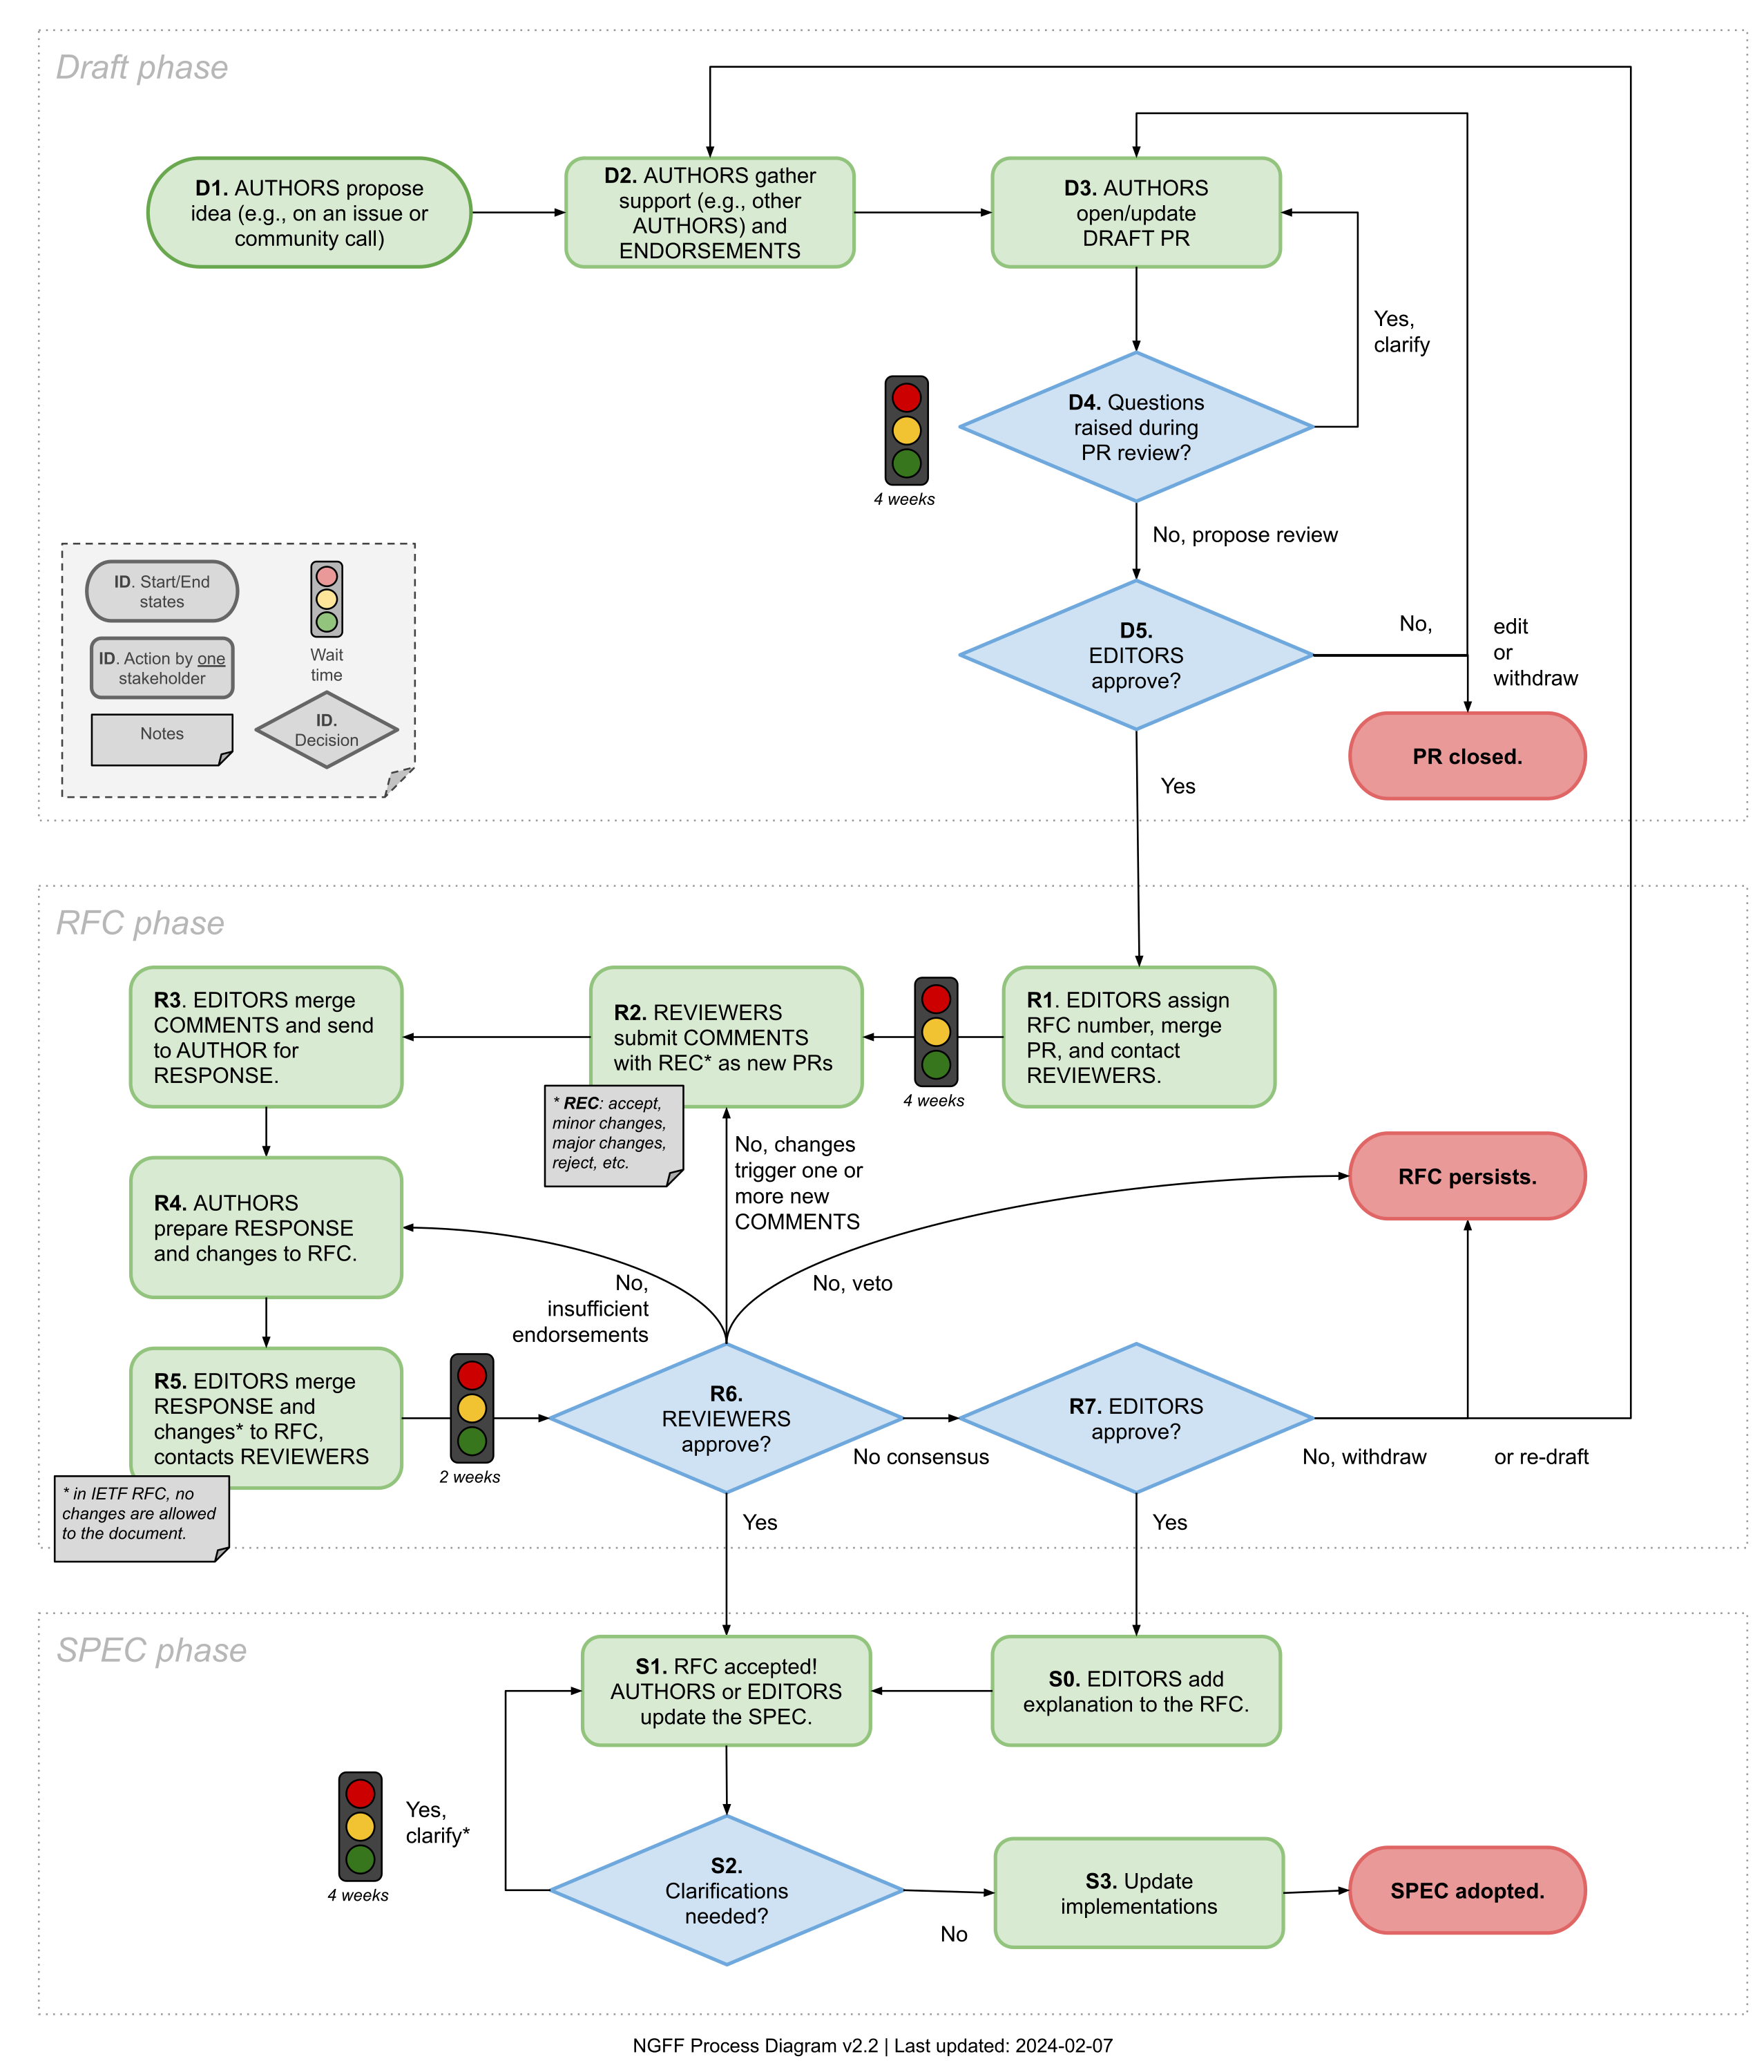 Draft phase
D1. AUTHORS propose
idea (e.g., on an issue or
community call)
D2. AUTHORS gather
support (e.g., other
AUTHORS) and
ENDORSEMENTS
D3. AUTHORS
open/update
DRAFT PR
Yes,
clarify
D4. Questions
raised during
PR review?
4 weeks
No, propose review
D5.
EDITORS
approve?
No,
edit
or
withdraw
PR closed.
Yes
ID. Start/End
states
ID. Action by one
stakeholder
Notes
Wait
time
ID.
Decision
RFC phase
R3. EDITORS merge
COMMENTS and send
to AUTHOR for
RESPONSE.
R2. REVIEWERS
submit COMMENTS
with REC* as new PRs
* REC: accept,
minor changes,
major changes,
reject, etc.
4 weeks
R1. EDITORS assign
RFC number, merge
PR, and contact
REVIEWERS.
No, changes
trigger one or
more new
COMMENTS
RFC persists.
R4. AUTHORS
prepare RESPONSE
and changes to RFC.
No,
insufficient
endorsements
No, veto
R5. EDITORS merge
RESPONSE and
changes* to RFC,
contacts REVIEWERS
* in IETF RFC, no
changes are allowed
to the document.
2 weeks
R6.
REVIEWERS
approve?
No consensus
R7. EDITORS
approve?
No, withdraw
or re-draft
Yes
Yes
SPEC phase
S1. RFC accepted!
AUTHORS or EDITORS
update the SPEC.
S0. EDITORS add
explanation to the RFC.
4 weeks
Yes,
clarify*
S2.
Clarifications
needed?
No
S3. Update
implementations
SPEC adopted.
NGFF Process Diagram v2.2 | Last updated: 2024-02-07